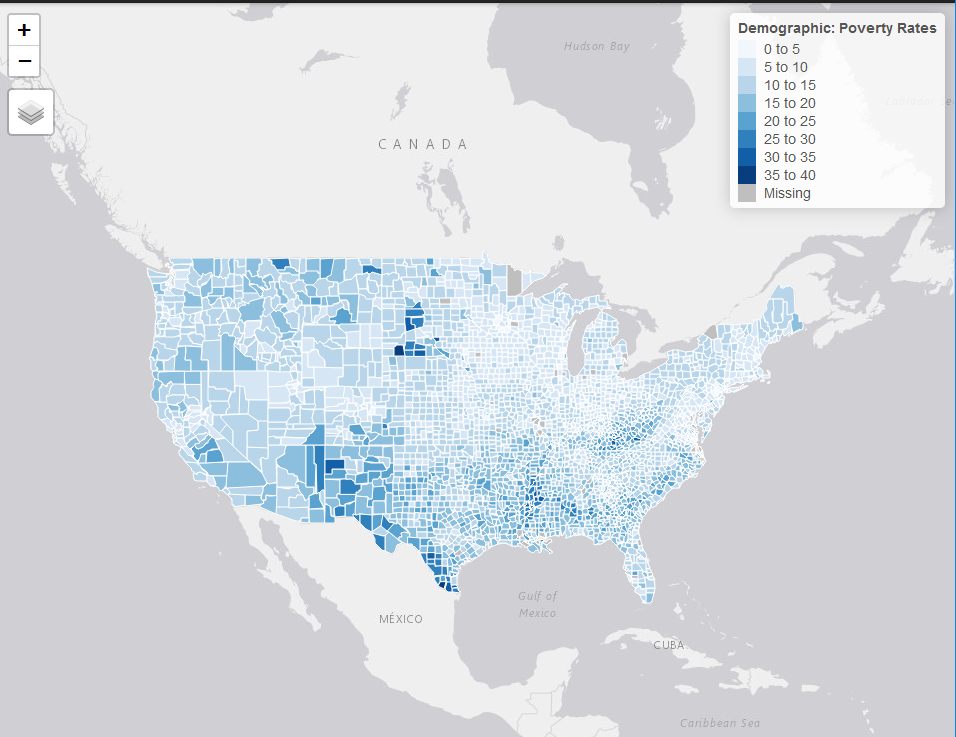 +
−
Demographic: Poverty Rates
0 to 5
5 to 10
10 to 15
15 to 20
20 to 25
25 to 30
30 to 35
35 to 40
Missing
Hudson Bay
CANADA
Gulf of
Mexico
MÉXICO
CUBA
Caribbean Sea